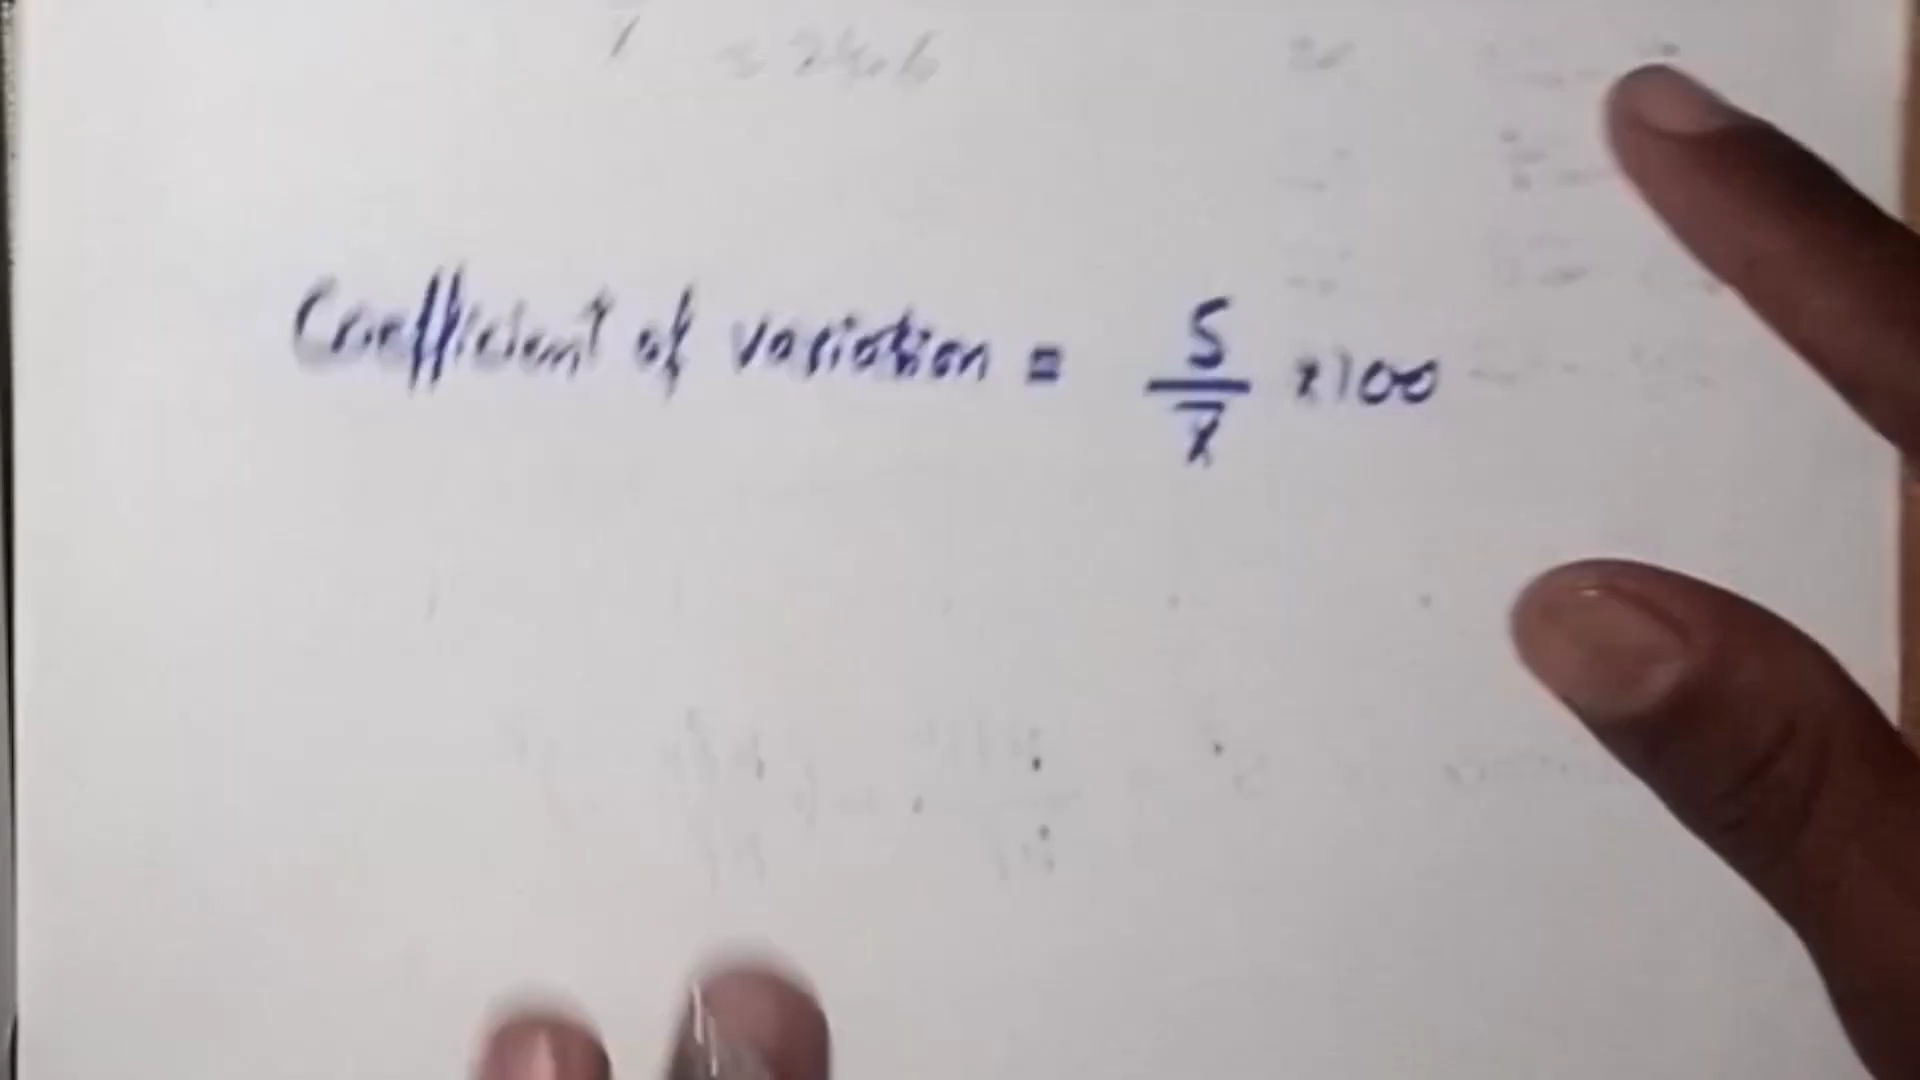 Coefficient of variation = S/x̄ ×100